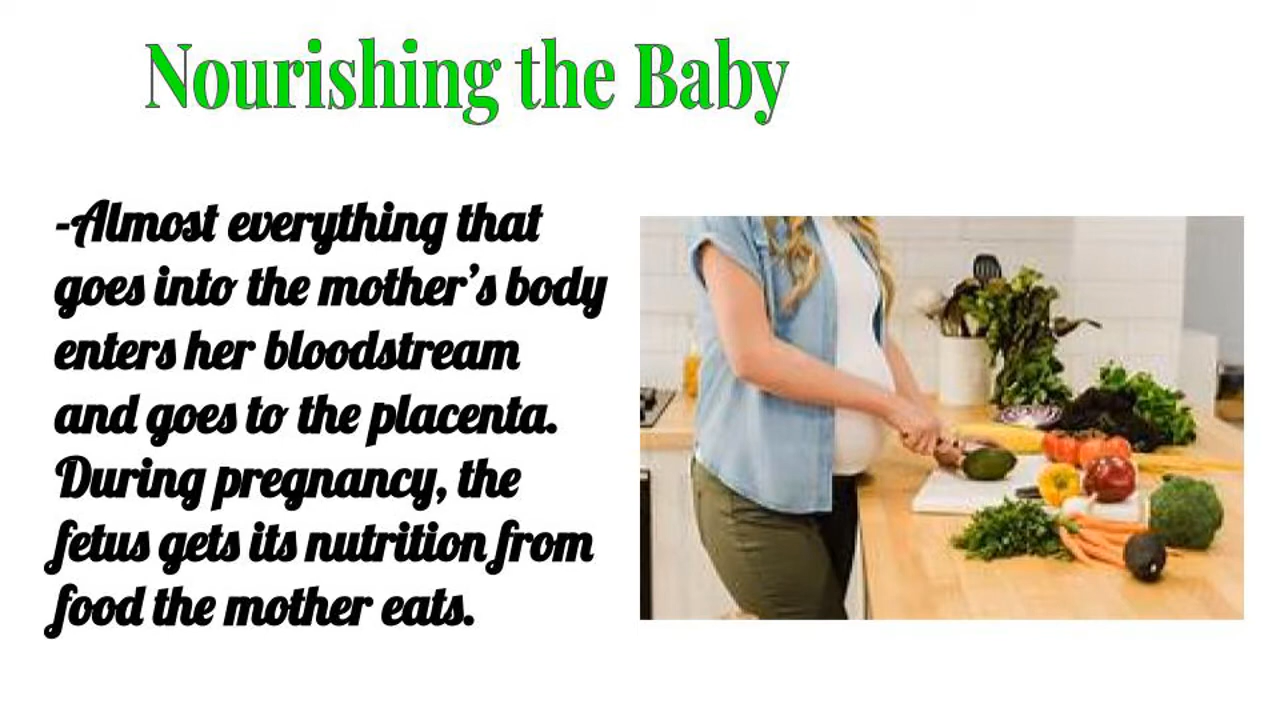 Nourishing the Baby
-Almost everything that
goes into the mother’s body
enters her bloodstream
and goes to the placenta.
During pregnancy, the
fetus gets its nutrition from
food the mother eats.